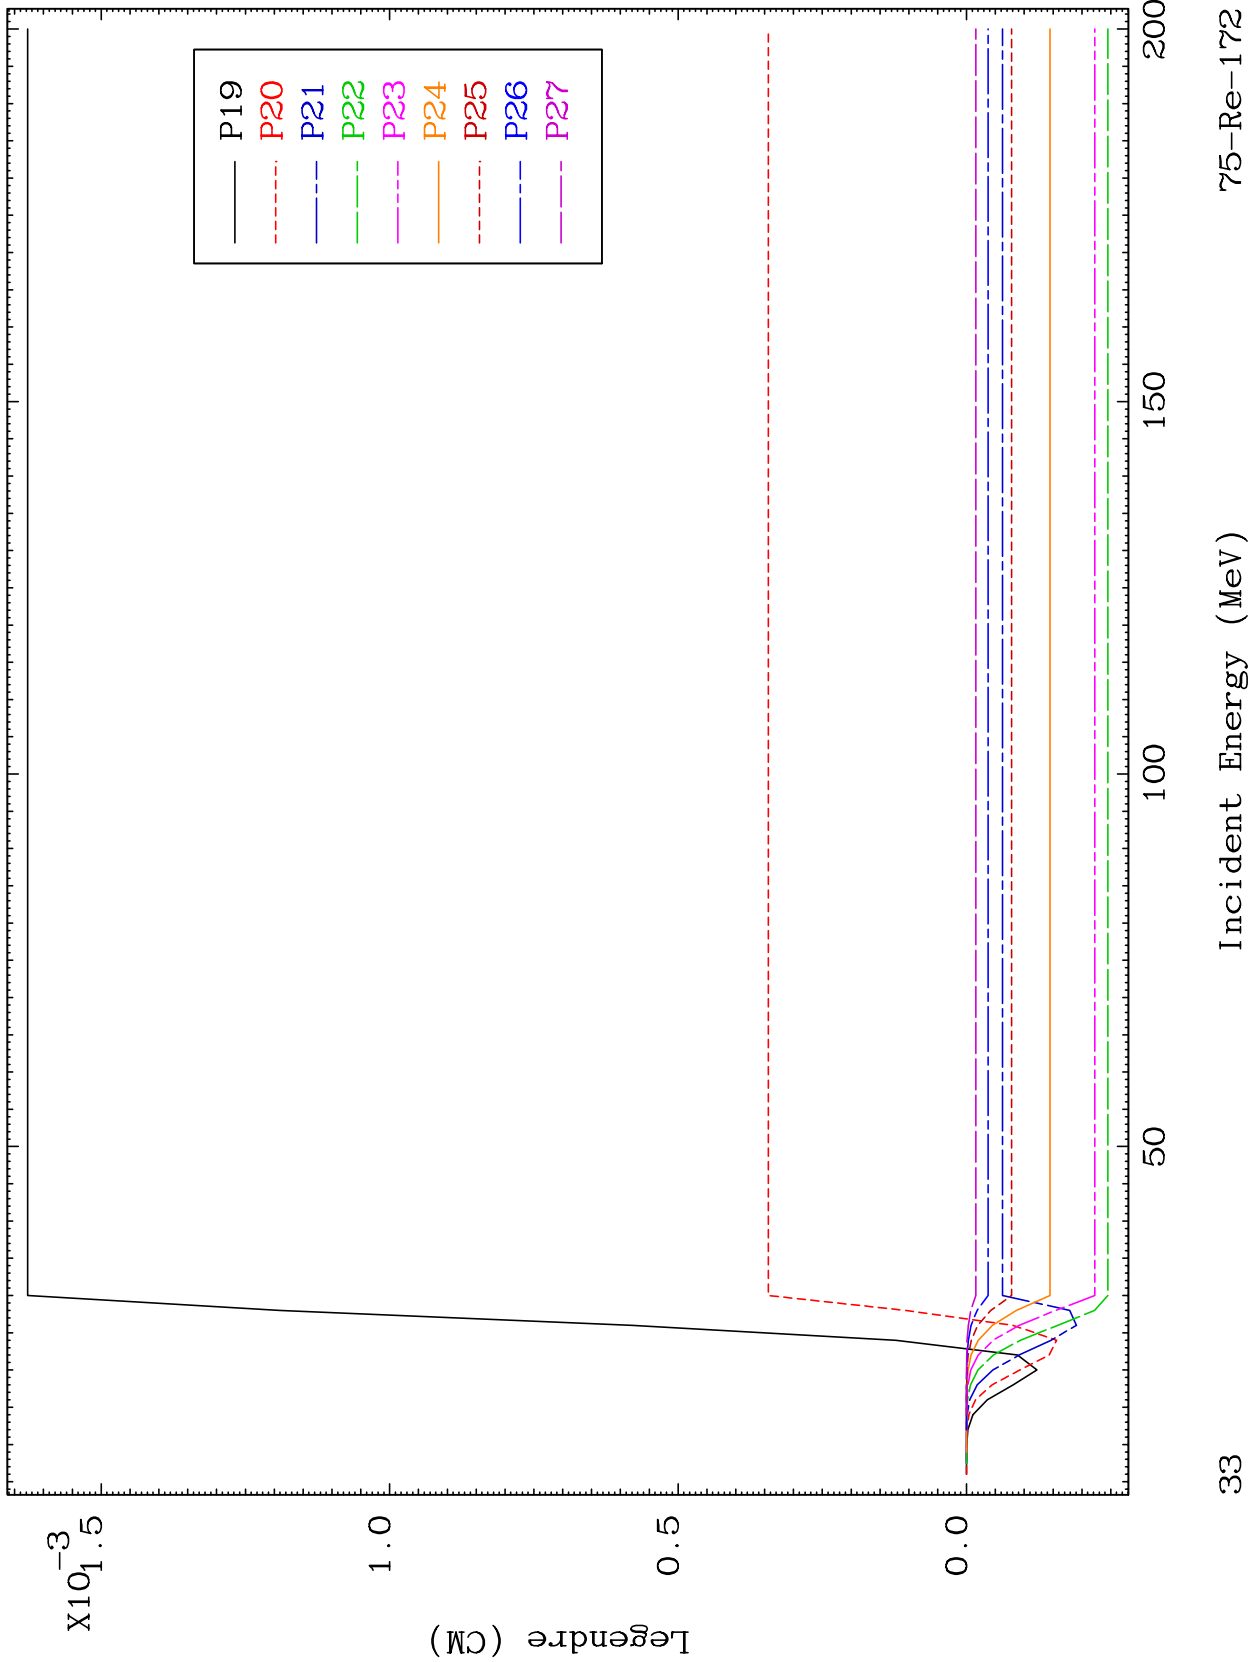 X10-3
1.5
1.0
0.5
0.0
Legendre (CM)
P19
P20
P21
P22
P23
P24
P25
P26
P27
50
100
150
200
33
Incident Energy (MeV)
75-Re-172